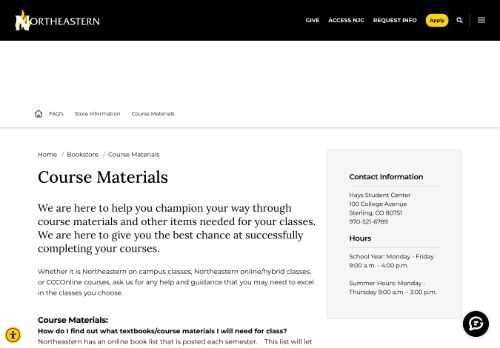 NORTHEASTERN
GIVE ACCESS NJC REQUEST INFO Apply
FAQ's Store Information Course Materials
Home / Bookstore / Course Materials
Course Materials
We are here to help you champion your way through
course materials and other items needed for your classes.
We are here to give you the best chance at successfully
completing your courses.
Whether it is Northeastern on campus classes, Northeastern online/hybrid classes,
or CCCOnline courses, ask us for any help and guidance that you may need to excel
in the classes you choose.
Course Materials:
How do I find out what textbooks/course materials I will need for class?
Northeastern has an online book list that is posted each semester. This list will let
Contact Information
Hays Student Center
100 College Avenue
Sterling, CO 80751
970-521-6789
Hours
School Year: Monday - Friday
9:00 a.m. - 4:00 p.m.
Summer Hours: Monday -
Thursday 9:00 a.m. - 3:00 p.m.